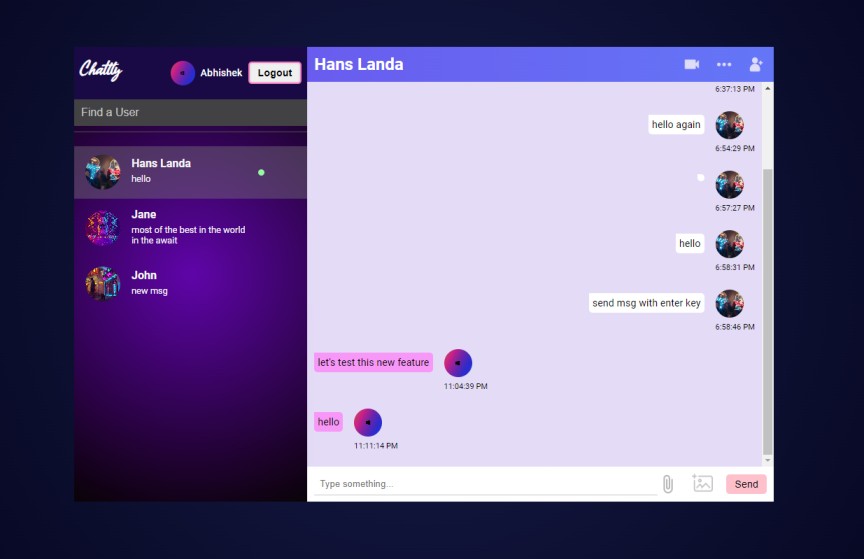 Chattty
Abhishek
Logout
Find a User
Hans Landa
hello
Jane
most of the best in the world
in the await
John
new msg
Hans Landa
6:37:13 PM
hello again
6:54:29 PM
6:57:27 PM
hello
6:58:31 PM
send msg with enter key
6:58:46 PM
let's test this new feature
11:04:39 PM
hello
11:11:14 PM
Type something...
Send